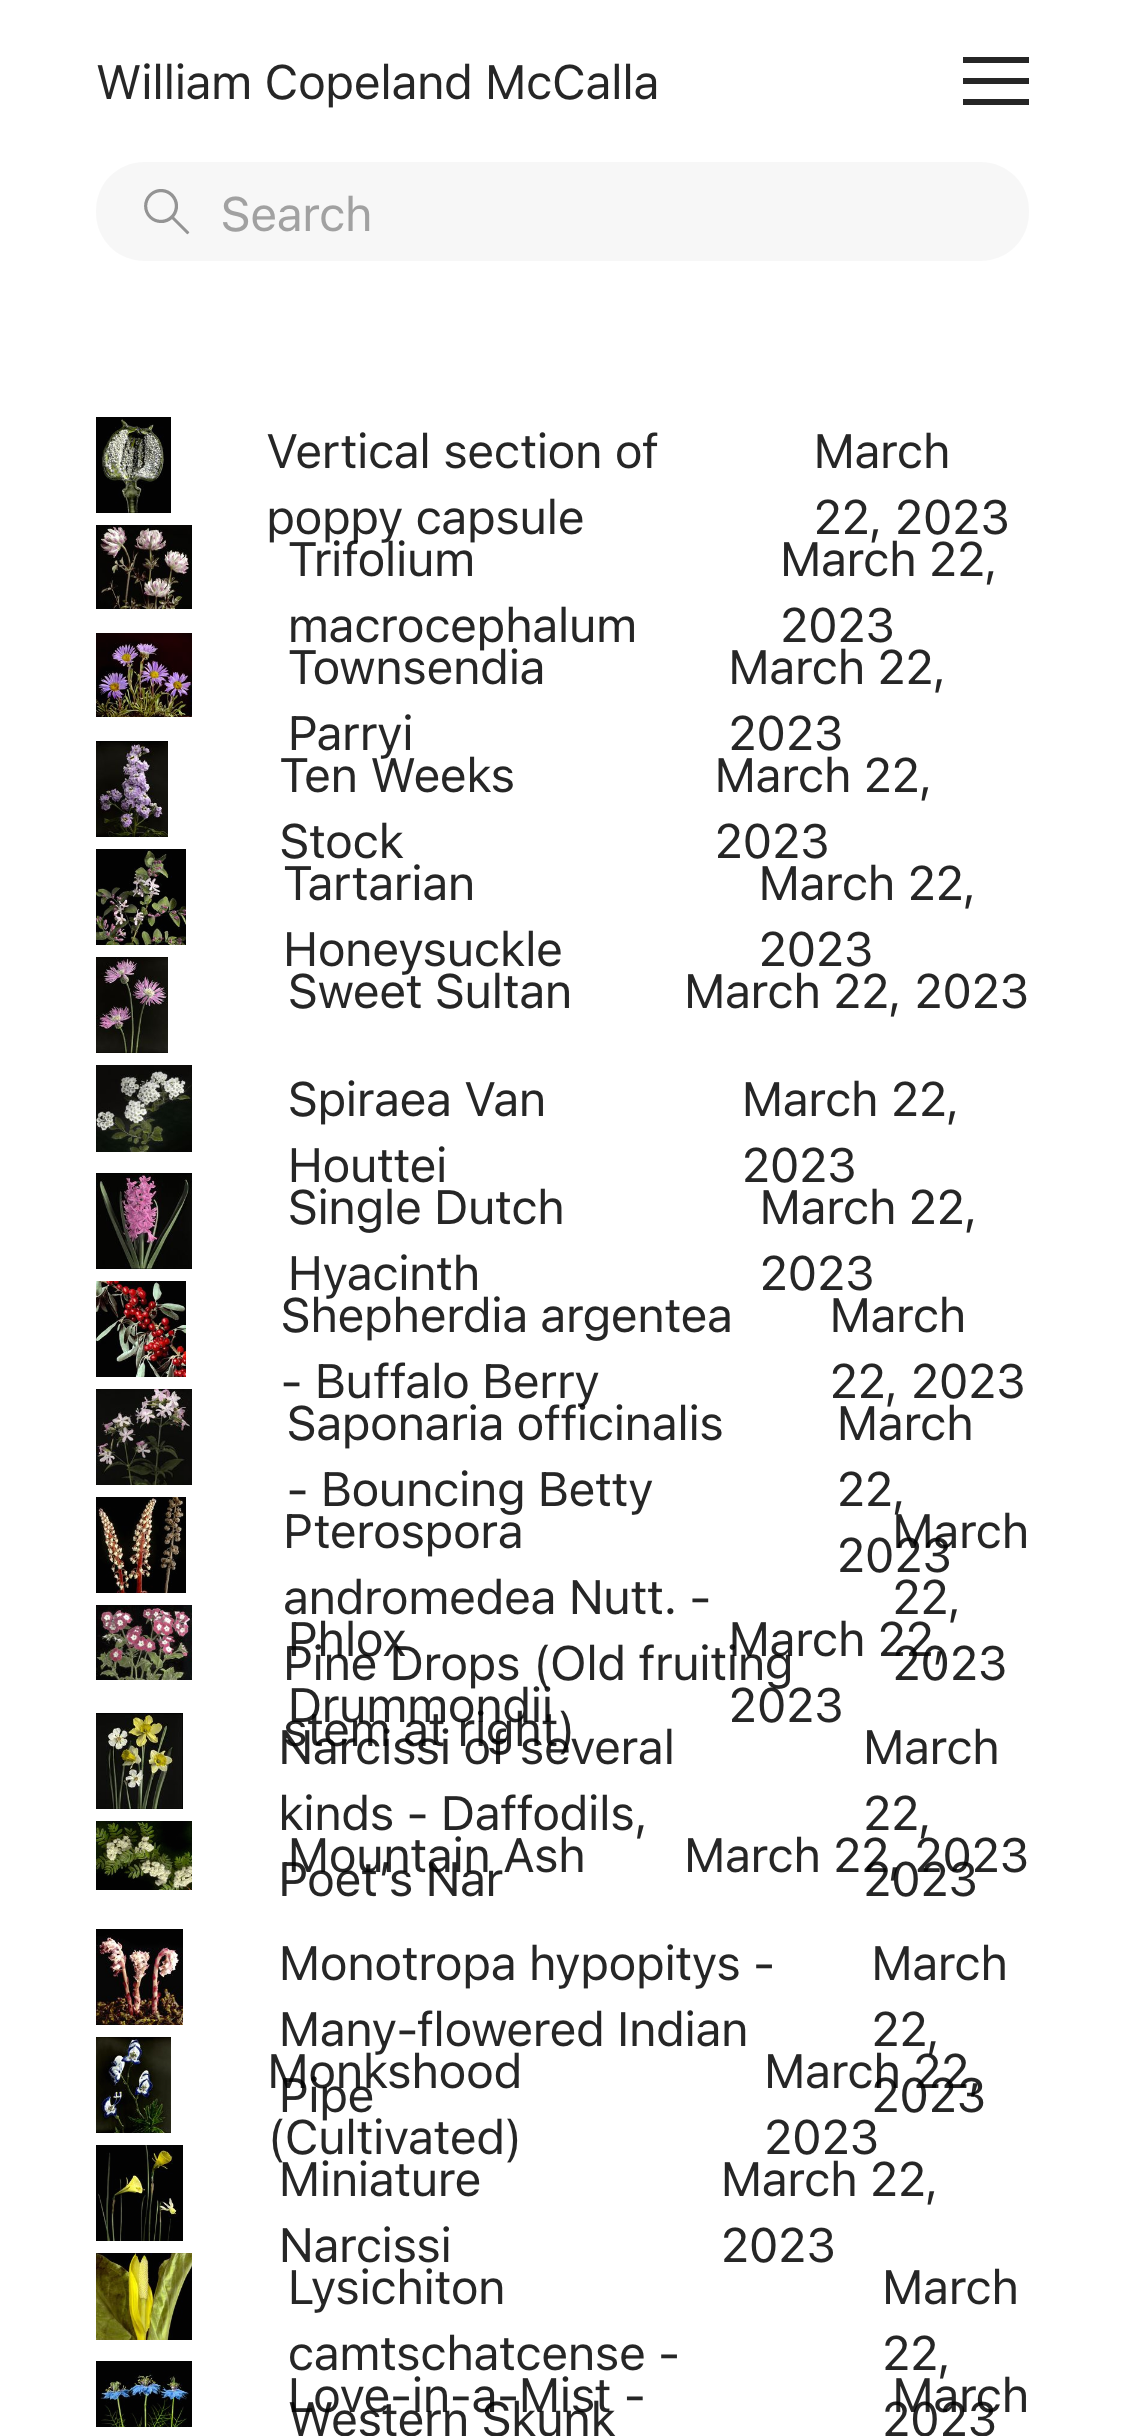 William Copeland McCalla
Search
Vertical section of
poppy capsule
March
22, 2023
Trifolium
macrocephalum
March 22,
2023
Townsendia
Parryi
March 22,
2023
Ten Weeks
Stock
March 22,
2023
Tartarian
Honeysuckle
March 22,
2023
Sweet Sultan
March 22, 2023
Spiraea Van
Houttei
March 22,
2023
Single Dutch
Hyacinth
March 22,
2023
Shepherdia argentea
- Buffalo Berry
March
22, 2023
Saponaria officinalis
- Bouncing Betty
March
22,
2023
Pterospora
andromedea Nutt. -
Pine Drops (Old fruiting
stem at right)
March
22,
2023
Phlox
Drummondii
March 22,
2023
Narcissi of several
kinds - Daffodils,
Poet's Nar
March
22,
2023
Mountain Ash
March 22, 2023
Monotropa hypopitys -
Many-flowered Indian
Pipe
March
22,
2023
Monkshood
(Cultivated)
March 22,
2023
Miniature
Narcissi
March 22,
2023
Lysichiton
camtschatcense -
Western Skunk
March
22,
2023
Love-in-a-Mist -
March